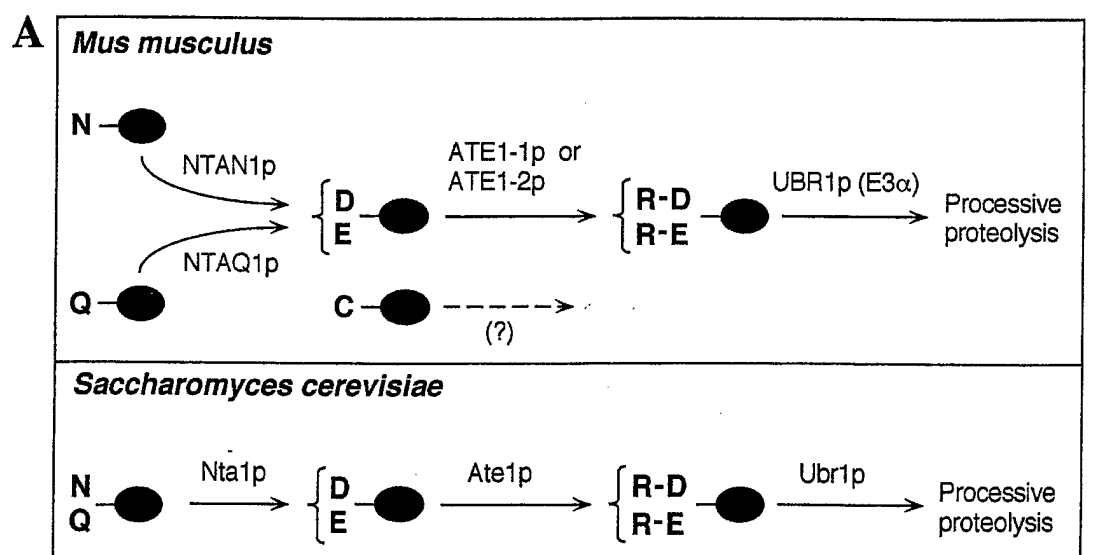 A
Mus musculus
N
NTAN1p
ATE1-1p or
ATE1-2p
D
E
R-D
R-E
UBR1p (E3α)
Processive
proteolysis
Q
NTAQ1p
C
(?)
Saccharomyces cerevisiae
N
Q
Nta1p
D
E
Ate1p
R-D
R-E
Ubr1p
Processive
proteolysis